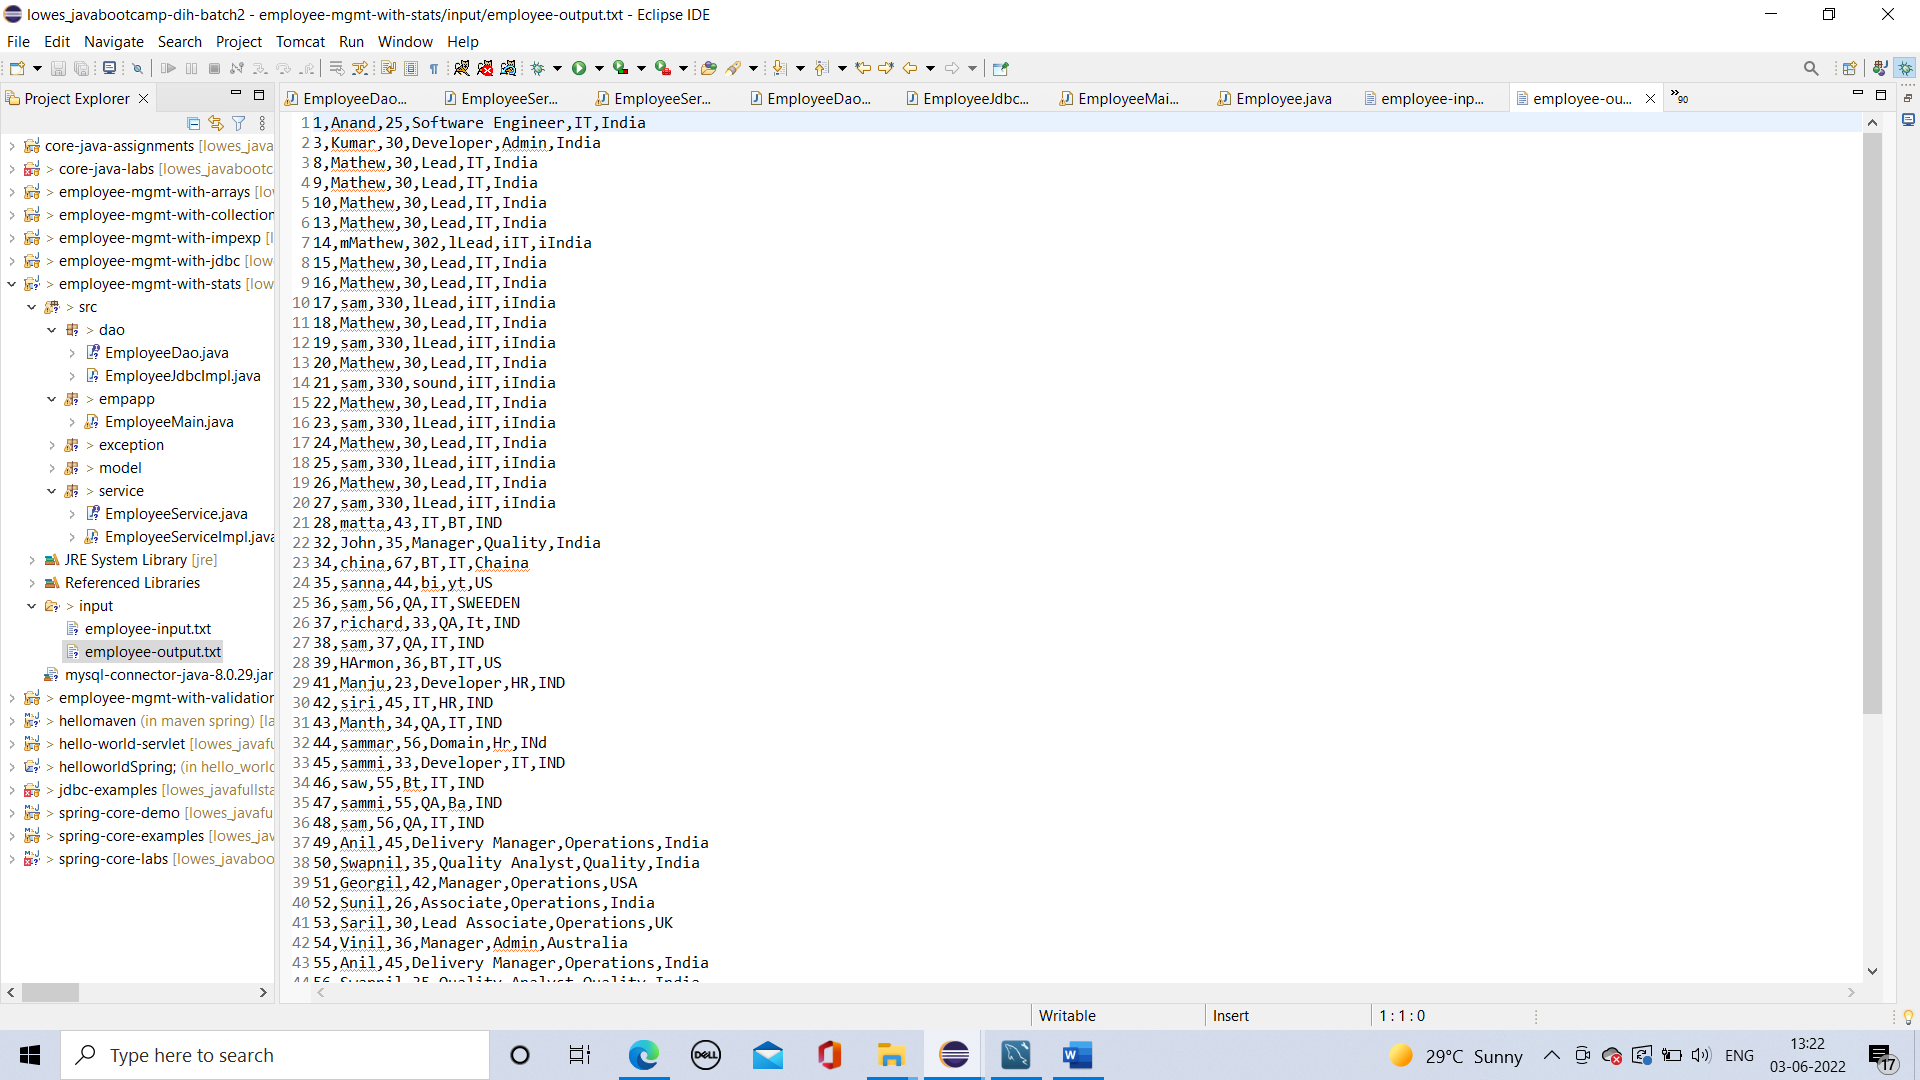 lowes_javabootcamp-dih-batch2 - employee-mgmt-with-stats/input/employee-output.txt - Eclipse IDE
File Edit Navigate Search Project Tomcat Run Window Help
Project Explorer
EmployeeDao... EmployeeSer... EmployeeSer... EmployeeDao... EmployeeJdbc... EmployeeMai... Employee.java employee-inp... employee-ou... »90
core-java-assignments [lowes_java
> core-java-labs [lowes_javabootc
> employee-mgmt-with-arrays [lo
> employee-mgmt-with-collection
> employee-mgmt-with-impexp [l
> employee-mgmt-with-jdbc [low
> employee-mgmt-with-stats [low
> src
> dao
EmployeeDao.java
EmployeeJdbcImpl.java
> empapp
EmployeeMain.java
> exception
> model
> service
EmployeeService.java
EmployeeServiceImpl.java
JRE System Library [jre]
Referenced Libraries
> input
employee-input.txt
employee-output.txt
mysql-connector-java-8.0.29.jar
> employee-mgmt-with-validation
> hellomaven (in maven spring) [la
> hello-world-servlet [lowes_javafu
> helloworldSpring; (in hello_world
> jdbc-examples [lowes_javafullsta
> spring-core-demo [lowes_javafu
> spring-core-examples [lowes_jav
> spring-core-labs [lowes_javaboo
1 1,Anand,25,Software Engineer,IT,India
2 3,Kumar,30,Developer,Admin,India
3 8,Mathew,30,Lead,IT,India
4 9,Mathew,30,Lead,IT,India
5 10,Mathew,30,Lead,IT,India
6 13,Mathew,30,Lead,IT,India
7 14,mMathew,302,lLead,iIT,iIndia
8 15,Mathew,30,Lead,IT,India
9 16,Mathew,30,Lead,IT,India
10 17,sam,330,lLead,iIT,iIndia
11 18,Mathew,30,Lead,IT,India
12 19,sam,330,lLead,iIT,iIndia
13 20,Mathew,30,Lead,IT,India
14 21,sam,330,sound,iIT,iIndia
15 22,Mathew,30,Lead,IT,India
16 23,sam,330,lLead,iIT,iIndia
17 24,Mathew,30,Lead,IT,India
18 25,sam,330,lLead,iIT,iIndia
19 26,Mathew,30,Lead,IT,India
20 27,sam,330,lLead,iIT,iIndia
21 28,matta,43,IT,BT,IND
22 32,John,35,Manager,Quality,India
23 34,china,67,BT,IT,Chaina
24 35,sanna,44,bi,yt,US
25 36,sam,56,QA,IT,SWEEDEN
26 37,richard,33,QA,It,IND
27 38,sam,37,QA,IT,IND
28 39,HArmon,36,BT,IT,US
29 41,Manju,23,Developer,HR,IND
30 42,siri,45,IT,HR,IND
31 43,Manth,34,QA,IT,IND
32 44,sammar,56,Domain,Hr,INd
33 45,sammi,33,Developer,IT,IND
34 46,saw,55,Bt,IT,IND
35 47,sammi,55,QA,Ba,IND
36 48,sam,56,QA,IT,IND
37 49,Anil,45,Delivery Manager,Operations,India
38 50,Swapnil,35,Quality Analyst,Quality,India
39 51,Georgil,42,Manager,Operations,USA
40 52,Sunil,26,Associate,Operations,India
41 53,Saril,30,Lead Associate,Operations,UK
42 54,Vinil,36,Manager,Admin,Australia
43 55,Anil,45,Delivery Manager,Operations,India
44 56,Swapnil,35,Quality Analyst,Quality,India
Writable Insert 1 : 1 : 0
Type here to search
DELL
W
29°C Sunny
ENG
13:22
03-06-2022
17